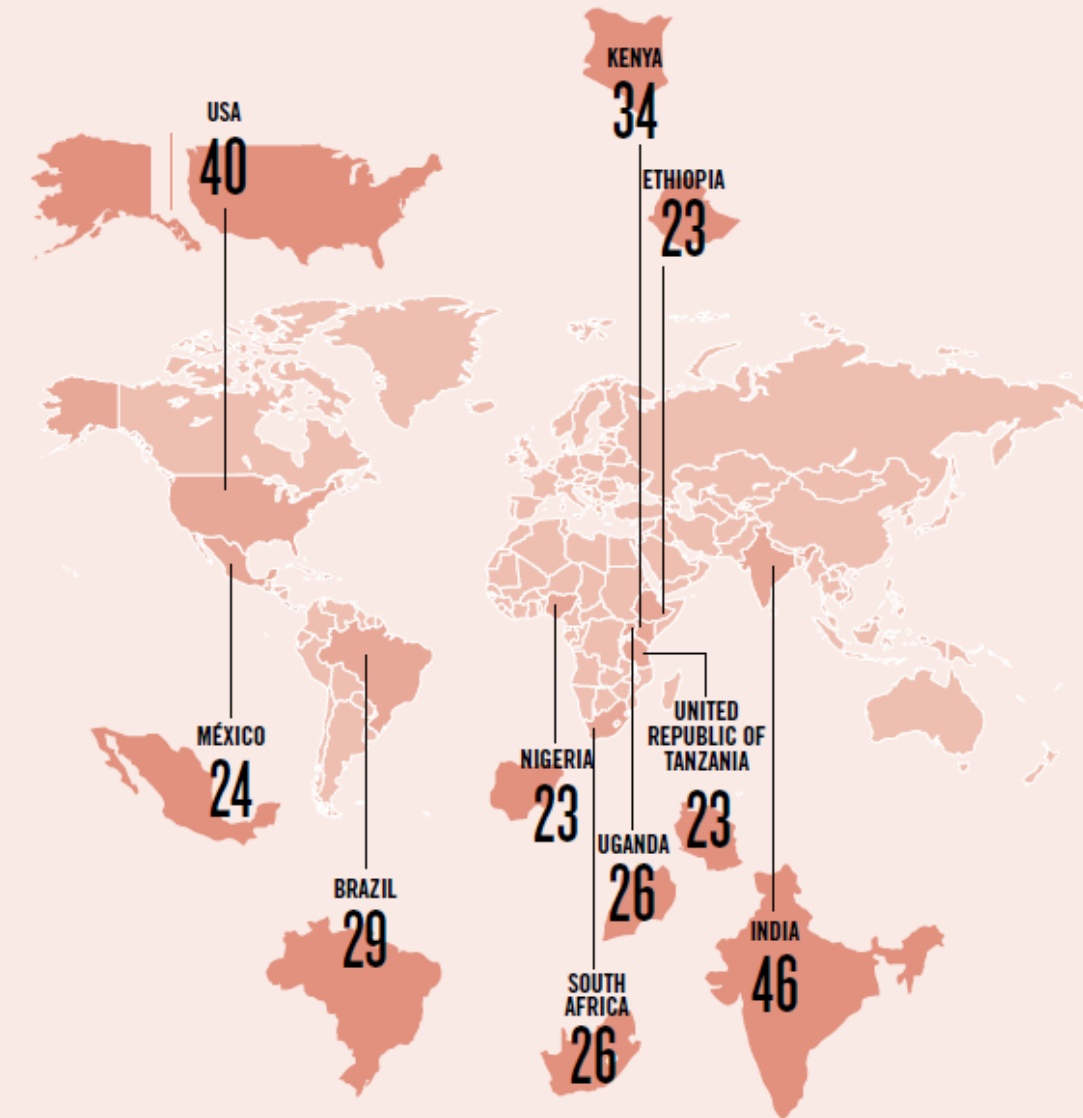 KENYA
34
USA
40
ETHIOPIA
23
MÉXICO
24
UNITED
REPUBLIC OF
TANZANIA
23
NIGERIA
23
UGANDA
26
BRAZIL
29
INDIA
46
SOUTH
AFRICA
26